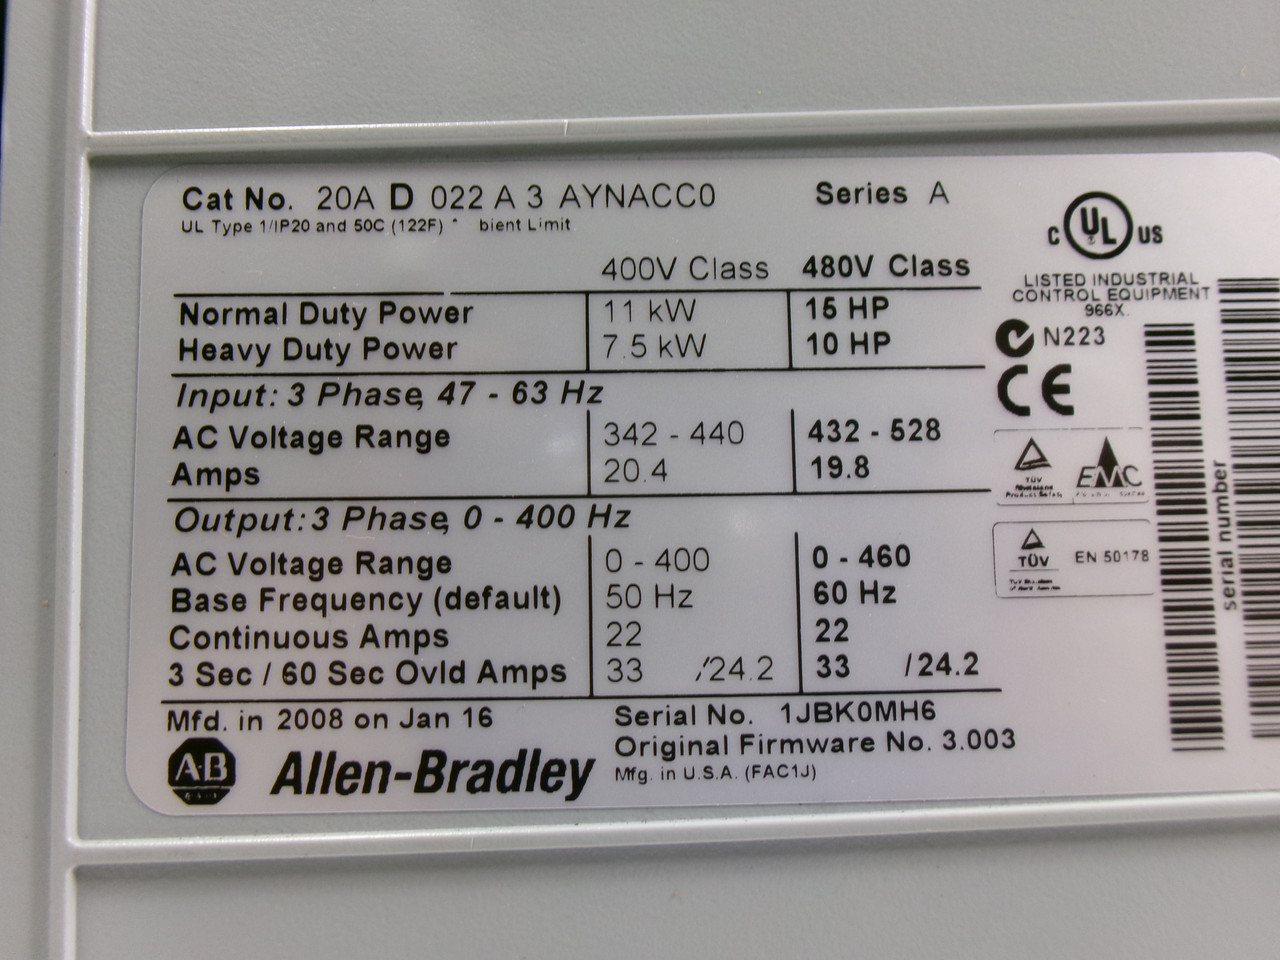 Cat No. 20A D 022 A 3 AYNACC0 Series A
UL Type 1/IP20 and 50C (122F) bient Limit
400V Class 480V Class
Normal Duty Power 11 kW 15 HP
Heavy Duty Power 7.5 kW 10 HP
Input: 3 Phase, 47 - 63 Hz
AC Voltage Range 342 - 440 432 - 528
Amps 20.4 19.8
Output: 3 Phase, 0 - 400 Hz
AC Voltage Range 0 - 400 0 - 460
Base Frequency (default) 50 Hz 60 Hz
Continuous Amps 22 22
3 Sec / 60 Sec Ovld Amps 33 /24.2 33 /24.2
Mfd. in 2008 on Jan 16
Serial No. 1JBK0MH6
Original Firmware No. 3.003
Mfg. in U.S.A. (FAC1J)
A-B Allen-Bradley
C UL US
LISTED INDUSTRIAL
CONTROL EQUIPMENT
966X.
N223
CE
TÜV
EMC
TÜV EN 50178
serial number